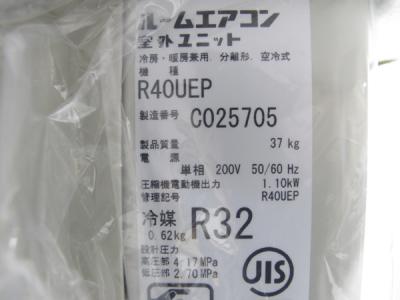 ルームエアコン
室外ユニット
冷房・暖房兼用, 分離形, 空冷式
機 種
R40UEP
製造番号 C025705
製品質量 37 kg
電 源
単相 200V 50/60 Hz
圧縮機電動機出力 1.10kW
管理記号 R40UEP
冷媒 R32
0.62kg
設計圧力
高圧部 4.17MPa
低圧部 2.70MPa
JIS